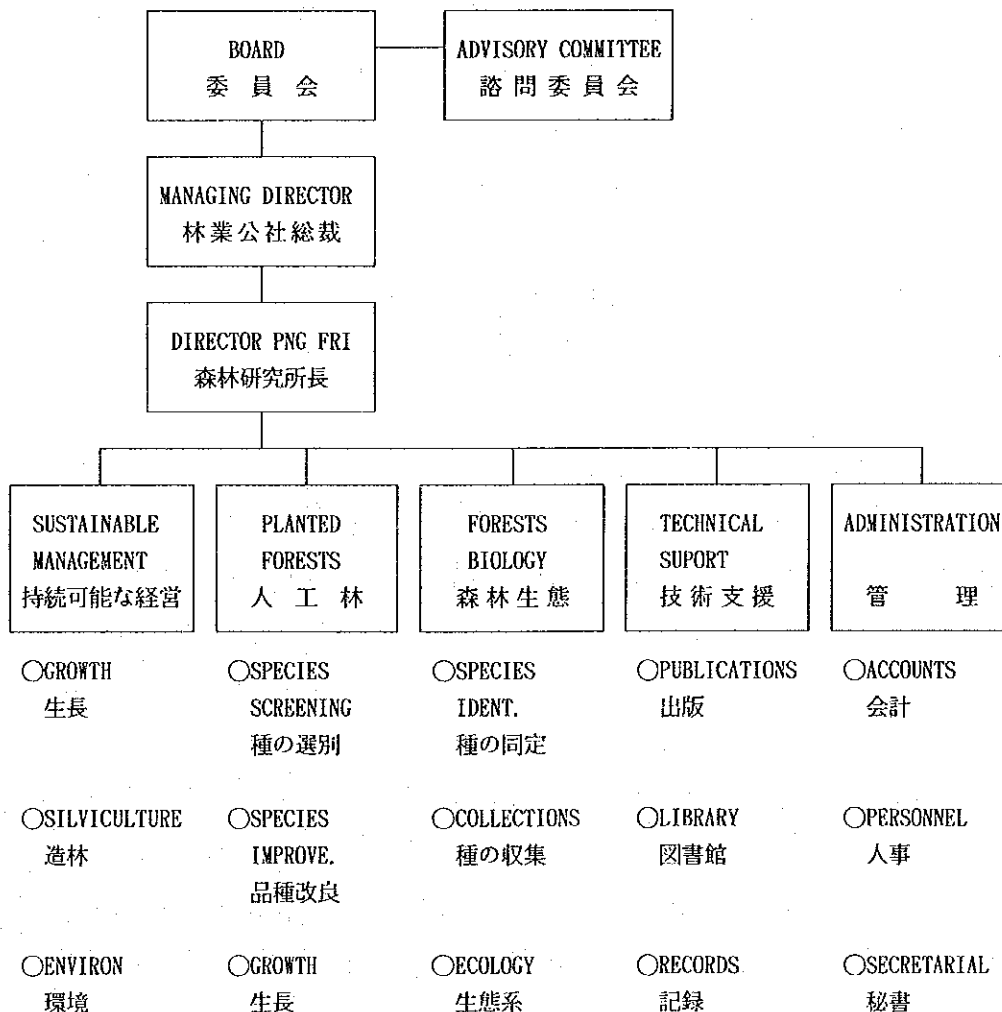 BOARD
委員会
ADVISORY COMMITTEE
諮問委員会
MANAGING DIRECTOR
林業公社総裁
DIRECTOR PNG FRI
森林研究所長
SUSTAINABLE
MANAGEMENT
持続可能な経営
PLANTED
FORESTS
人工林
FORESTS
BIOLOGY
森林生態
TECHNICAL
SUPORT
技術支援
ADMINISTRATION
管理
○GROWTH
生長
○SPECIES
SCREENING
種の選別
○SPECIES
IDENT.
種の同定
○PUBLICATIONS
出版
○ACCOUNTS
会計
○SILVICULTURE
造林
○SPECIES
IMPROVE.
品種改良
○COLLECTIONS
種の収集
○LIBRARY
図書館
○PERSONNEL
人事
○ENVIRON
環境
○GROWTH
生長
○ECOLOGY
生態系
○RECORDS
記録
○SECRETARIAL
秘書